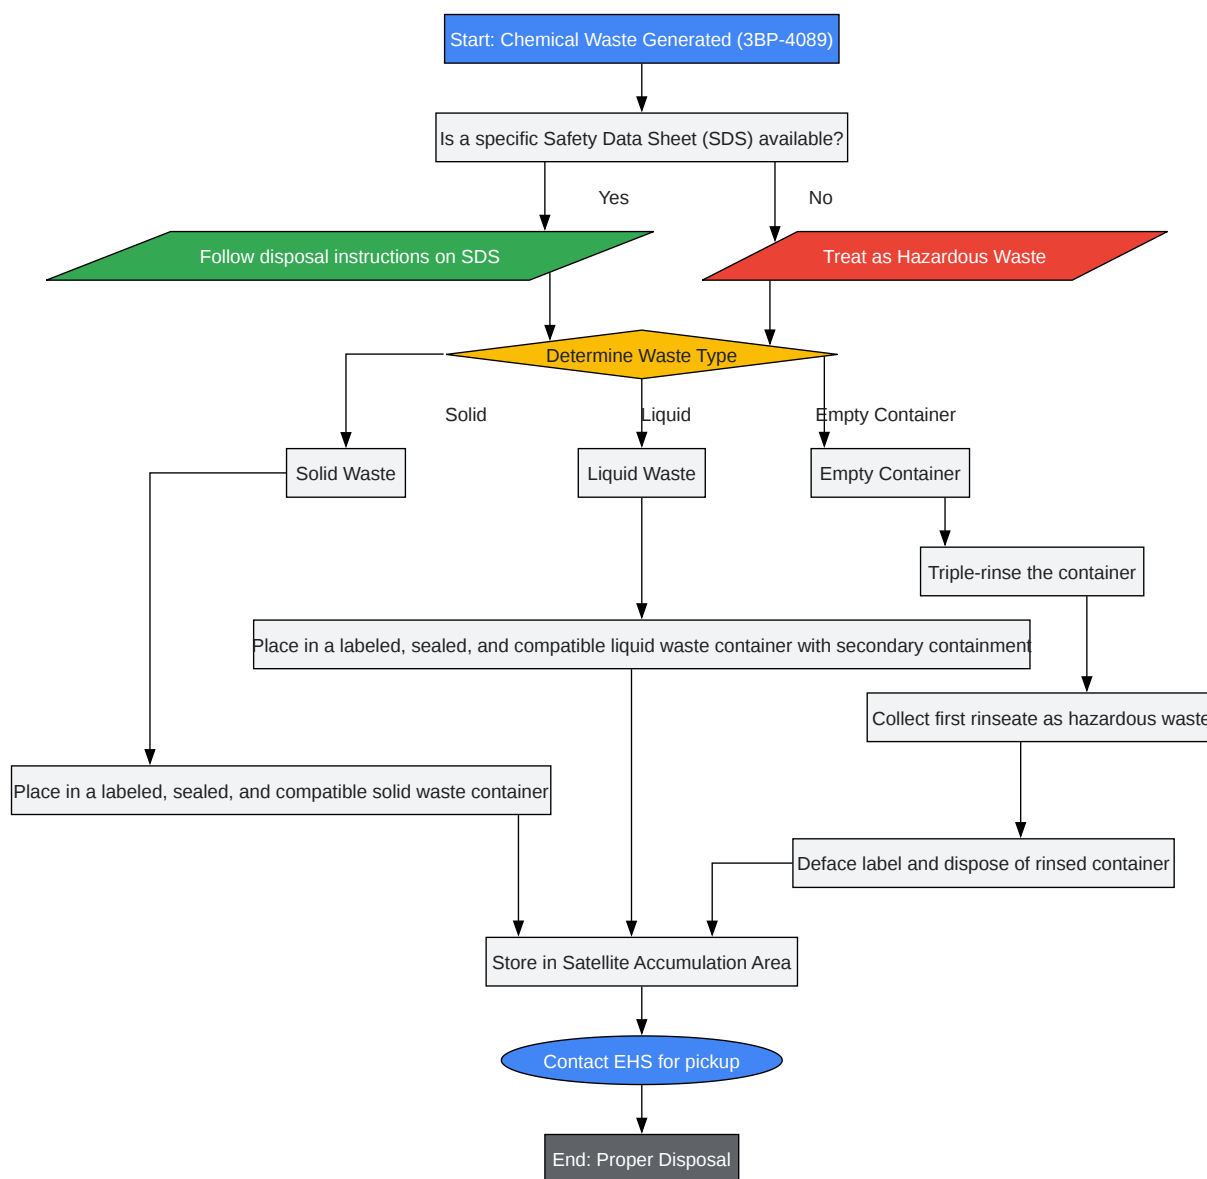 Start: Chemical Waste Generated (3BP-4089)
Is a specific Safety Data Sheet (SDS) available?
Yes
No
Follow disposal instructions on SDS
Treat as Hazardous Waste
Determine Waste Type
Solid
Liquid
Empty Container
Solid Waste
Liquid Waste
Empty Container
Triple-rinse the container
Place in a labeled, sealed, and compatible liquid waste container with secondary containment
Collect first rinseate as hazardous waste
Place in a labeled, sealed, and compatible solid waste container
Deface label and dispose of rinsed container
Store in Satellite Accumulation Area
Contact EHS for pickup
End: Proper Disposal